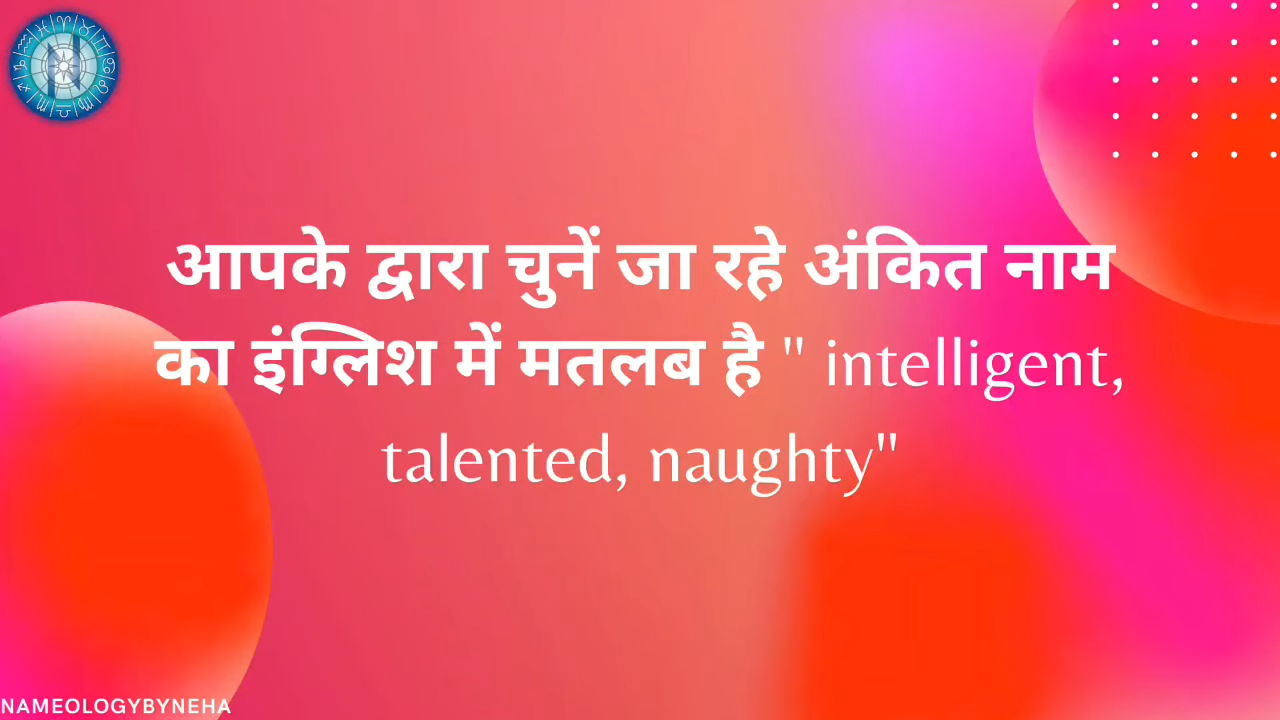 आपके द्वारा चुनें जा रहे अंकित नाम
का इंग्लिश में मतलब है " intelligent,
talented, naughty"
NAMEOLOGYBYNEHA